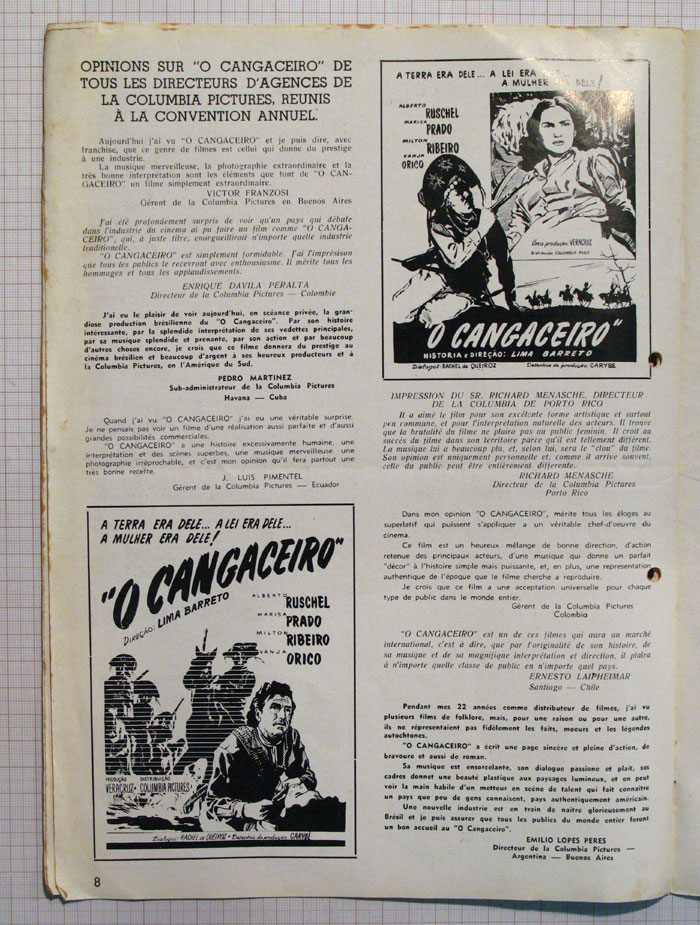 OPINIONS SUR "O CANGACEIRO" DE
TOUS LES DIRECTEURS D'AGENCES DE
LA COLUMBIA PICTURES, REUNIS
À LA CONVENTION ANNUEL.
Aujourd'hui j'ai vu "O CANGACEIRO" et je puis dire, avec
franchise, que ce genre de filmes est cellui qui donne du prestige
à une industrie.
La musique merveilleuse, la photographie extraordinaire et la
très bonne interprétation sont les éléments que font de "O CAN-
GACEIRO" un filme simplement extraordinaire.
VICTOR FRANZOSI
Gérent de la Columbia Pictures en Buenos Aires
J'ai été profondement surpris de voir qu'un pays qui débute
dans l'industrie du cinema ai pu faire un film comme "O CANGA-
CEIRO", qui, à juste titre, enorgueillirait n'importe quelle industrie
traditionelle.
"O CANGACEIRO" est simplement formidable. J'ai l'imprésison
que tous les publics le recevront avec enthousiasme. Il mérite tous les
hommages et tous les applaudissements.
ENRIQUE DAVILA PERALTA
Directeur de la Columbia Pictures — Colombie
J'ai eu le plaisir de voir aujourd'hui, en scéance privée, la gran-
diose production brésilienne du "O Cangaceiro". Par son histoire
intéressante, par la splendide interprétation de ses vedettes principales,
par sa musique splendide et prenante, par son action et par beaucoup
d'autres choses encore, je crois que ce filme donnera du prestige au
cinéma brésilien et beaucoup d'argent à ses heureux producteurs et à
la Columbia Pictures, en l'Amérique du Sud.
PEDRO MARTINEZ
Sub-administrateur de la Columbia Pictures
Havana — Cuba
Quand j'ai vu "O CANGACEIRO" j'ai eu une véritable surprise.
Je ne pensais pas voir un filme d'une réalisation aussi parfaite et d'aussi
grandes possibilités commerciales.
"O CANGACEIRO" a une histoire excessivamente humaine, une
interprétation et des scènes superbes, une musique merveilleuse, une
photographie irréprochable, et c'est mon opinion qu'il fera partout une
très bonne recette.
J. LUIS PIMENTEL
Gérent de la Columbia Pictures — Ecuador
A TERRA ERA DELE... A LEI ERA DELE...
A MULHER ERA DELE!
"O CANGACEIRO"
DIREÇÃO: LIMA BARRETO
ALBERTO RUSCHEL
MARISA PRADO
MILTON RIBEIRO
VANJA ORICO
PRODUÇÃO VERACRUZ • DISTRIBUIÇÃO COLUMBIA PICTURES •
Dialogos: RACHEL de QUEIROZ • Desenhos de produção: CARYBÉ
8
A TERRA ERA DELE... A LEI ERA
A MULHER DELE!
ALBERTO RUSCHEL
MARISA PRADO
MILTON RIBEIRO
VANJA ORICO
Uma produção VERACRUZ
Distribuição COLUMBIA PICT.
"O CANGACEIRO"
HISTORIA e DIREÇÃO: LIMA BARRETO
Dialogos: RACHEL de QUEIROZ Desenhos de produção: CARYBÉ
IMPRESSION DU SR. RICHARD MENASCHE, DIRECTEUR
DE LA COLUMBIA DE PORTO RICO
Il a aimé le film pour son excéllente forme artistique et surtout
peu commune, et pour l'interprétation naturelle des acteurs. Il trouve
que la brutalité du filme ne plaire pas au public feminin. Il croit au
succès du filme dans son territoire parce qu'il est tellement différent.
La musique lui a beaucoup plu, et, selon lui, sera le "clou" du filme.
Son opinion est uniquement personnelle et, comme il arrive souvent,
celle du public peut être entièrement differente.
RICHARD MENASCHE
Directeur de la Columbia Pictures
Porto Rico
Dans mon opinion "O CANGACEIRO", mérite tous les éloges au
superlatif qui puissent s'appliquer a un véritable chef-d'oeuvre du
cinema.
Ce film est un heureux mélange de bonne direction, d'action
retenue des principaux acteurs, d'une musique qui donne un parfait
"décor" à l'histoire simple mais puissante, et, en plus, une representation
authentique de l'époque que le filme cherche a reproduire.
Je crois que ce film a une acceptation universelle pour chaque
type de public dans le monde entier.
Gérent de la Columbia Pictures
Colombia
"O CANGACEIRO" est un de ces filmes qui aura un marché
international, c'est à dire, que par l'originalité de son histoire, de
sa musique et de sa magnifique interprétation et direction, il plaira
à n'importe quelle classe de public en n'importe quel pays.
ERNESTO LAIPHEIMAR
Santiago — Chile
Pendant mes 22 années comme distributeur de filmes, j'ai vu
plusieurs films de folklore, mais, pour une raison ou pour une autre,
ils ne representaient pas fidèlement les faits, moeurs et les légendes
autochtones.
"O CANGACEIRO" a écrit une page sincère et pleine d'action, de
bravoure et aussi de roman.
Sa musique est ensorcelante, son dialogue passione et plait, ses
cadres donnent une beauté plastique aux paysages lumineux, et on peut
voir la main habile d'un metteur en scène de talent qui fait connaître
un pays que peu de gens connaissent, pays authentiquement américain.
Une nouvelle industrie est en train de naitre glorieusement au
Brésil et je puis assurer que tous les publics du monde entier feront
un bon accueil au "O Cangaceiro".
EMILIO LOPES PERES
Directeur de la Columbia Pictures —
Argentina — Buenos Aires